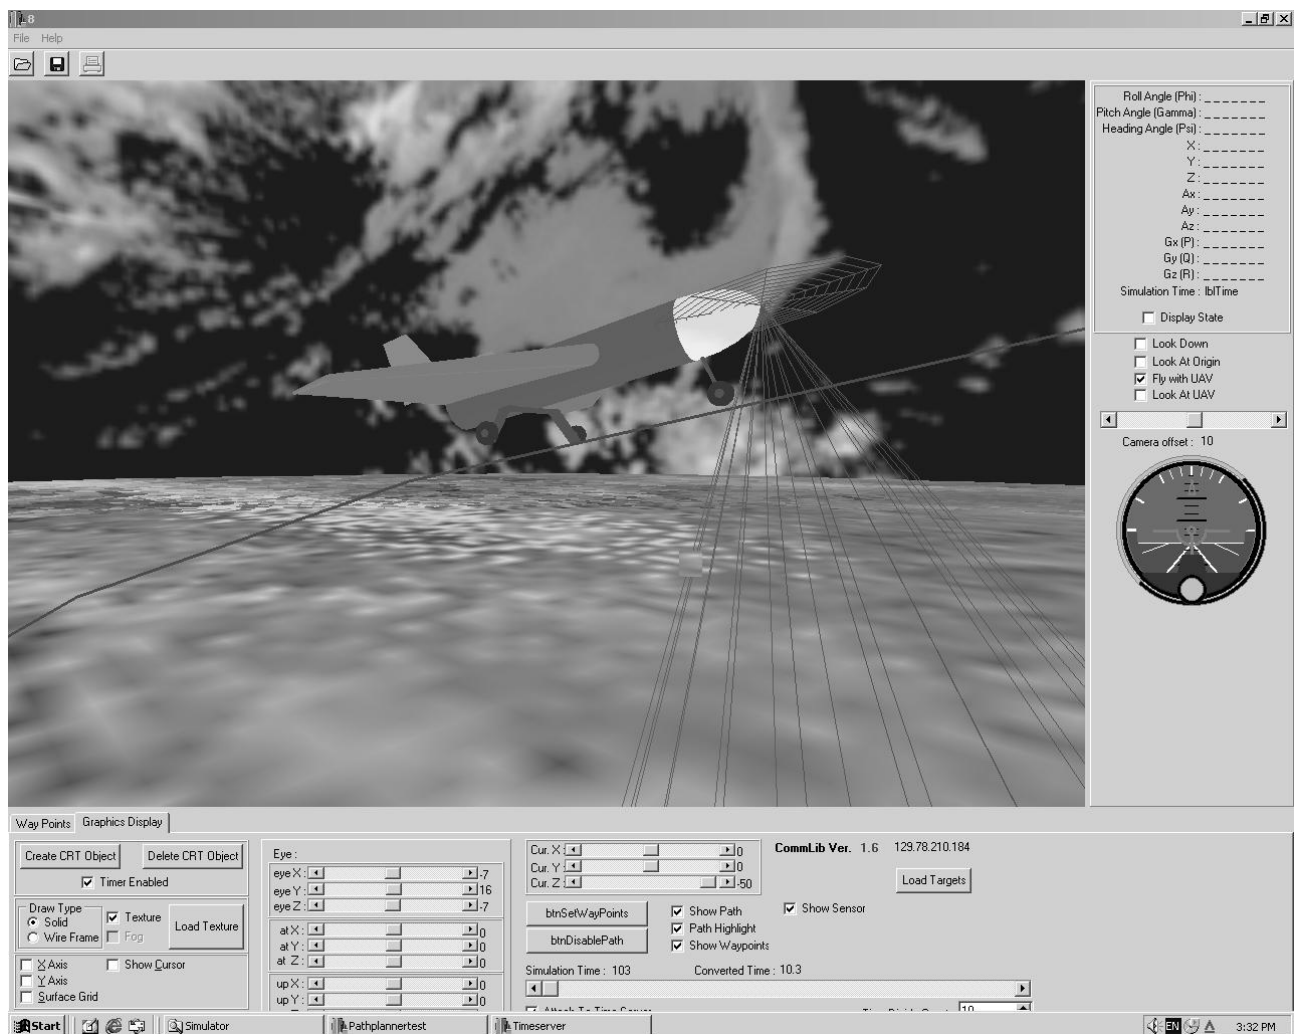 8
File Help
Roll Angle (Phi) : _ _ _ _ _ _ _
Pitch Angle (Gamma) : _ _ _ _ _ _ _
Heading Angle (Psi) : _ _ _ _ _ _ _
X : _ _ _ _ _ _ _
Y : _ _ _ _ _ _ _
Z : _ _ _ _ _ _ _
Ax : _ _ _ _ _ _ _
Ay : _ _ _ _ _ _ _
Az : _ _ _ _ _ _ _
Gx (P) : _ _ _ _ _ _ _
Gy (Q) : _ _ _ _ _ _ _
Gz (R) : _ _ _ _ _ _ _
Simulation Time : lblTime
Display State
Look Down
Look At Origin
Fly with UAV
Look At UAV
Camera offset : 10
Way Points Graphics Display
Create CRT Object Delete CRT Object
Timer Enabled
Draw Type
Solid
Wire Frame
Texture
Fog
Load Texture
X Axis
Y Axis
Surface Grid
Show Cursor
Eye :
eye X : -7
eye Y : 16
eye Z : -7
at X : 0
at Y : 0
at Z : 0
up X : 0
up Y : 0
Cur. X : 0
Cur. Y : 0
Cur. Z : -50
CommLib Ver. 1.6 129.78.210.184
Load Targets
btnSetWayPoints
btnDisablePath
Show Path
Path Highlight
Show Waypoints
Show Sensor
Simulation Time : 103 Converted Time : 10.3
Attach To Time Server
10
Start Simulator Pathplannertest Timeserver EN 3:32 PM